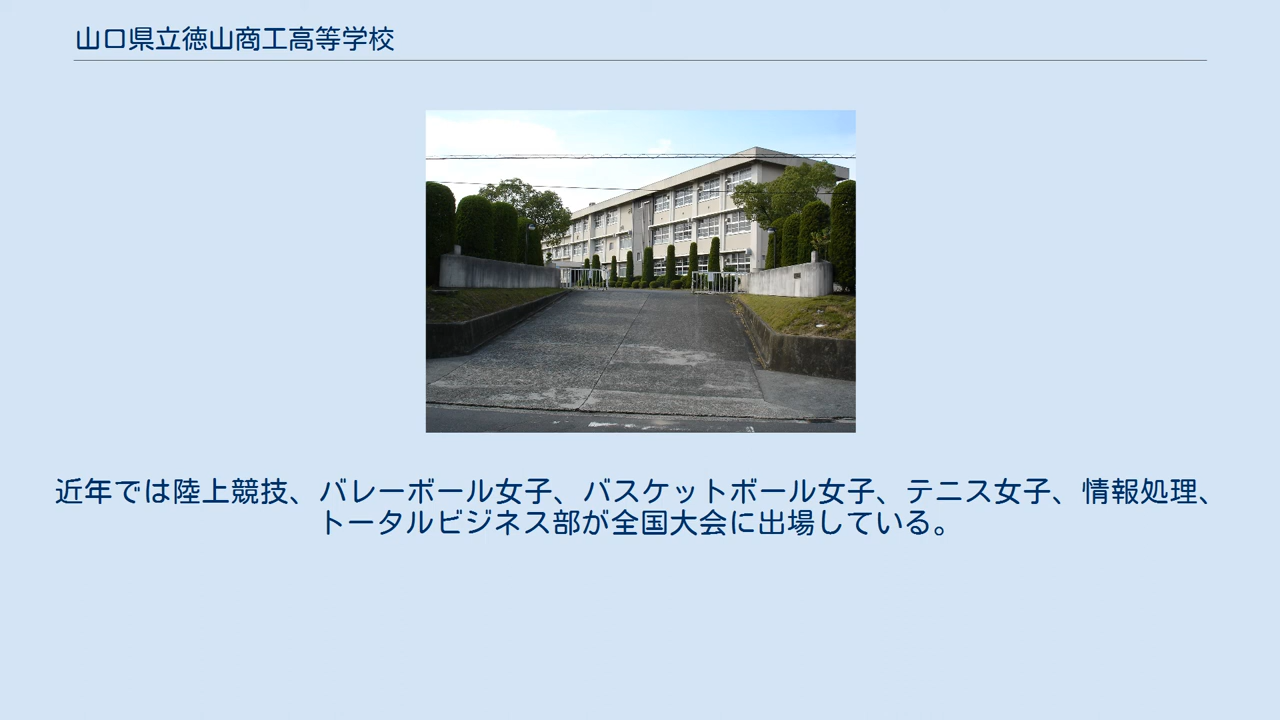 山口県立徳山商工高等学校
近年では陸上競技、バレーボール女子、バスケットボール女子、テニス女子、情報処理、
トータルビジネス部が全国大会に出場している。